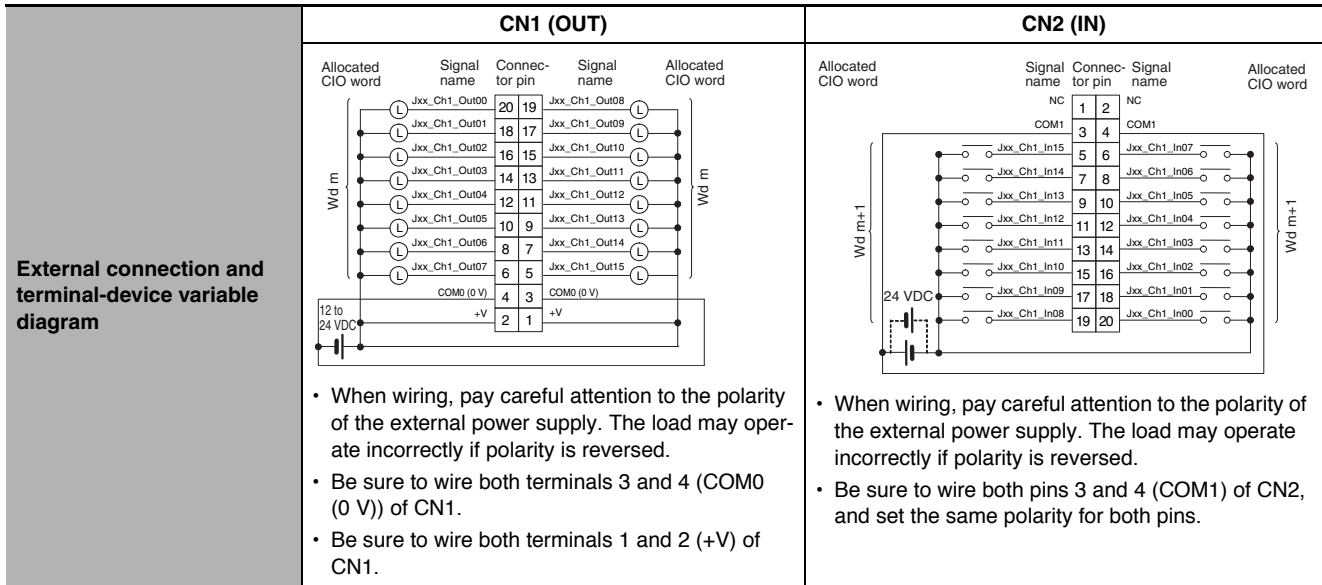 CN1 (OUT)
CN2 (IN)
External connection and
terminal-device variable
diagram
Allocated CIO word
Signal name
Connec-tor pin
Signal name
Allocated CIO word
Jxx_Ch1_Out00 20 19 Jxx_Ch1_Out08
L L
Jxx_Ch1_Out01 18 17 Jxx_Ch1_Out09
L L
Jxx_Ch1_Out02 16 15 Jxx_Ch1_Out10
L L
Jxx_Ch1_Out03 14 13 Jxx_Ch1_Out11
L L
Jxx_Ch1_Out04 12 11 Jxx_Ch1_Out12
L L
Jxx_Ch1_Out05 10 9 Jxx_Ch1_Out13
L L
Jxx_Ch1_Out06 8 7 Jxx_Ch1_Out14
L L
Jxx_Ch1_Out07 6 5 Jxx_Ch1_Out15
L L
COM0 (0 V) 4 3 COM0 (0 V)
+V 2 1 +V
Wd m
Wd m
12 to
24 VDC
• When wiring, pay careful attention to the polarity
of the external power supply. The load may oper-
ate incorrectly if polarity is reversed.
• Be sure to wire both terminals 3 and 4 (COM0
(0 V)) of CN1.
• Be sure to wire both terminals 1 and 2 (+V) of
CN1.
Allocated CIO word
Signal name
Connec-tor pin
Signal name
Allocated CIO word
NC 1 2 NC
COM1 3 4 COM1
Jxx_Ch1_In15 5 6 Jxx_Ch1_In07
Jxx_Ch1_In14 7 8 Jxx_Ch1_In06
Jxx_Ch1_In13 9 10 Jxx_Ch1_In05
Jxx_Ch1_In12 11 12 Jxx_Ch1_In04
Jxx_Ch1_In11 13 14 Jxx_Ch1_In03
Jxx_Ch1_In10 15 16 Jxx_Ch1_In02
Jxx_Ch1_In09 17 18 Jxx_Ch1_In01
Jxx_Ch1_In08 19 20 Jxx_Ch1_In00
Wd m+1
Wd m+1
24 VDC
• When wiring, pay careful attention to the polarity of
the external power supply. The load may operate
incorrectly if polarity is reversed.
• Be sure to wire both pins 3 and 4 (COM1) of CN2,
and set the same polarity for both pins.